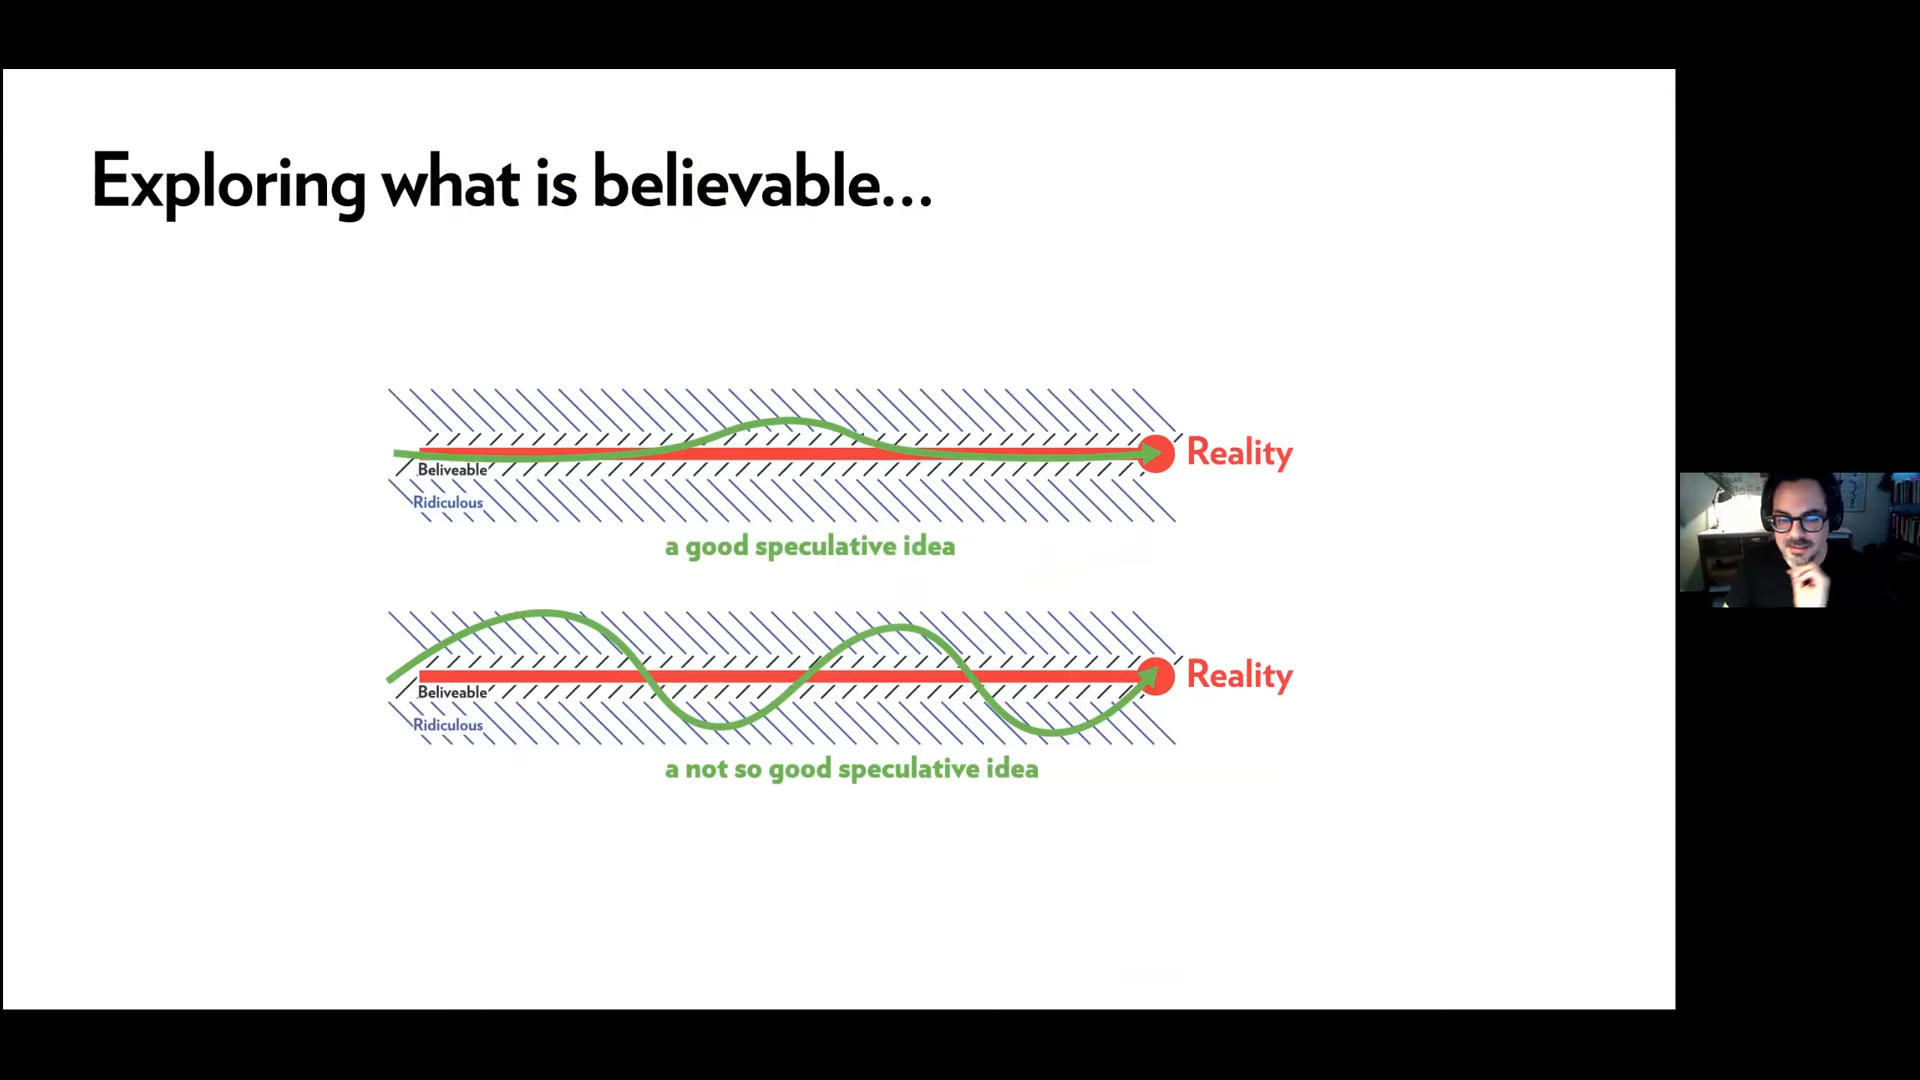 Exploring what is believable...
Reality
Beliveable
Ridiculous
a good speculative idea
Reality
Beliveable
Ridiculous
a not so good speculative idea